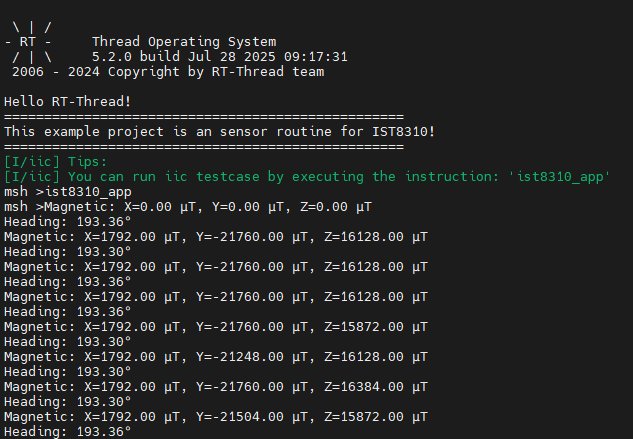 \ | /
- RT -     Thread Operating System
 / | \     5.2.0 build Jul 28 2025 09:17:31
 2006 - 2024 Copyright by RT-Thread team
Hello RT-Thread!
==================================================
This example project is an sensor routine for IST8310!
==================================================
[I/iic] Tips:
[I/iic] You can run iic testcase by executing the instruction: 'ist8310_app'
msh >ist8310_app
msh >Magnetic: X=0.00 μT, Y=0.00 μT, Z=0.00 μT
Heading: 193.36°
Magnetic: X=1792.00 μT, Y=-21760.00 μT, Z=16128.00 μT
Heading: 193.30°
Magnetic: X=1792.00 μT, Y=-21760.00 μT, Z=16128.00 μT
Heading: 193.36°
Magnetic: X=1792.00 μT, Y=-21760.00 μT, Z=16128.00 μT
Heading: 193.36°
Magnetic: X=1792.00 μT, Y=-21760.00 μT, Z=15872.00 μT
Heading: 193.30°
Magnetic: X=1792.00 μT, Y=-21248.00 μT, Z=16128.00 μT
Heading: 193.30°
Magnetic: X=1792.00 μT, Y=-21760.00 μT, Z=16384.00 μT
Heading: 193.30°
Magnetic: X=1792.00 μT, Y=-21504.00 μT, Z=15872.00 μT
Heading: 193.36°